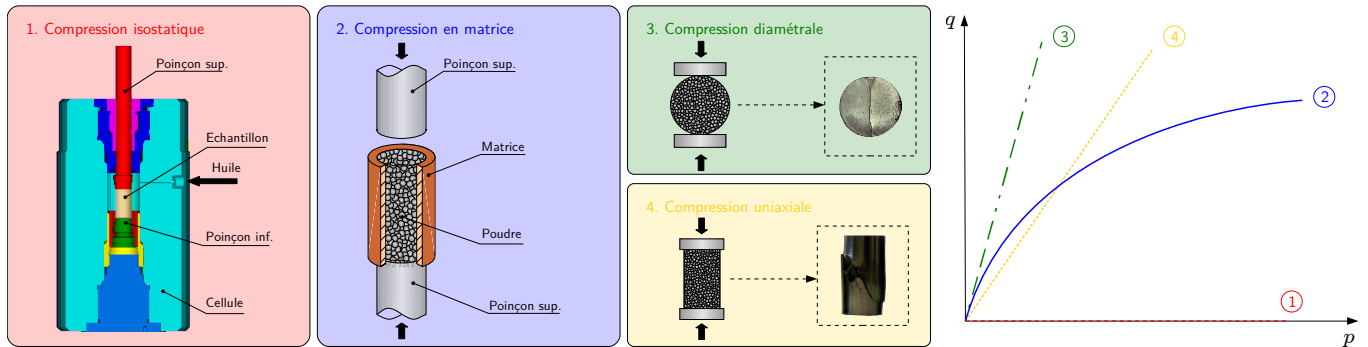 1. Compression isostatique
Poinçon sup.
Echantillon
Huile
Poinçon inf.
Cellule
2. Compression en matrice
Poinçon sup.
Matrice
Poudre
Poinçon sup.
3. Compression diamétrale
4. Compression uniaxiale
q
3
4
2
1
p